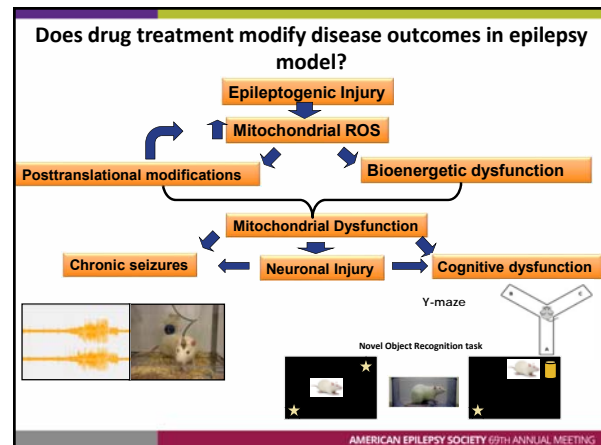 Does drug treatment modify disease outcomes in epilepsy
model?
Epileptogenic Injury
Mitochondrial ROS
Posttranslational modifications
Bioenergetic dysfunction
Mitochondrial Dysfunction
Chronic seizures
Neuronal Injury
Cognitive dysfunction
Y-maze
B
C
A
Novel Object Recognition task
AMERICAN EPILEPSY SOCIETY 69TH ANNUAL MEETING